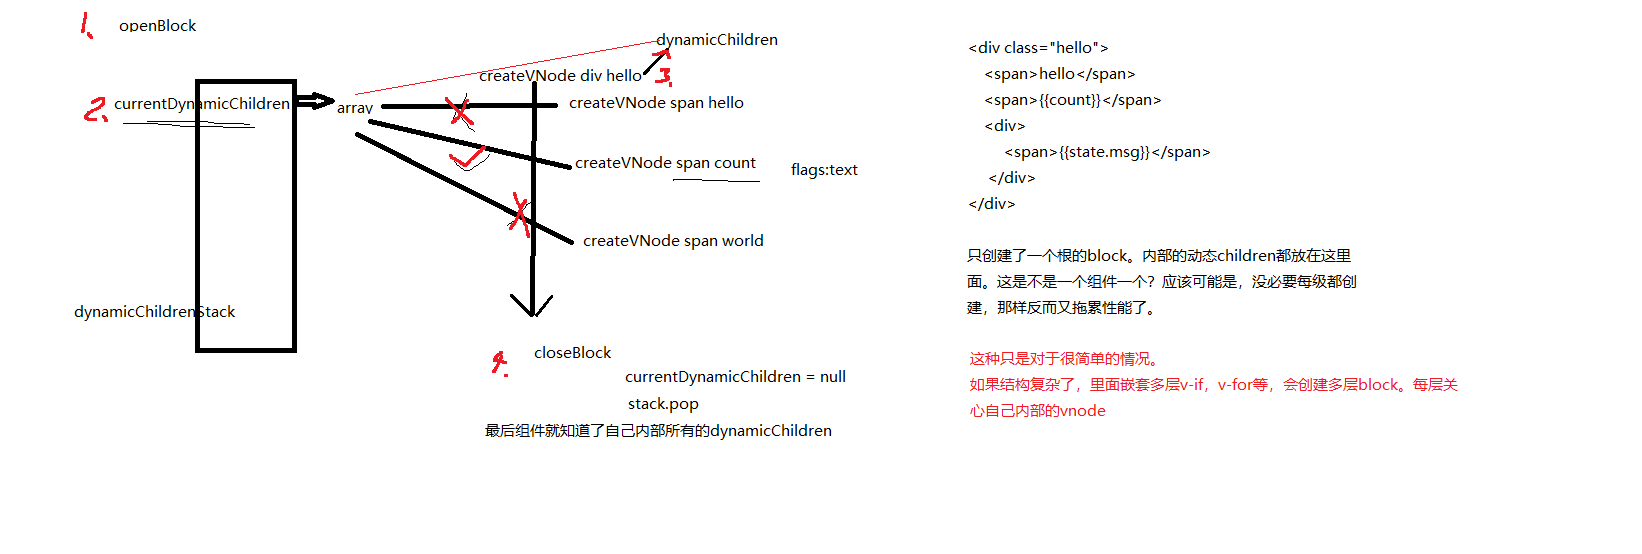 1. openBlock
dynamicChildren
createVNode div hello
3.
2. currentDynamicChildren
array
createVNode span hello
createVNode span count
flags:text
createVNode span world
dynamicChildrenStack
4. closeBlock
currentDynamicChildren = null
stack.pop
最后组件就知道了自己内部所有的dynamicChildren
<div class="hello">
<span>hello</span>
<span>{{count}}</span>
<div>
<span>{{state.msg}}</span>
</div>
</div>
只创建了一个根的block。内部的动态children都放在这里
面。这是不是一个组件一个？应该可能是，没必要每级都创
建，那样反而又拖累性能了。
这种只是对于很简单的情况。
如果结构复杂了，里面嵌套多层v-if，v-for等，会创建多层block。每层关
心自己内部的vnode